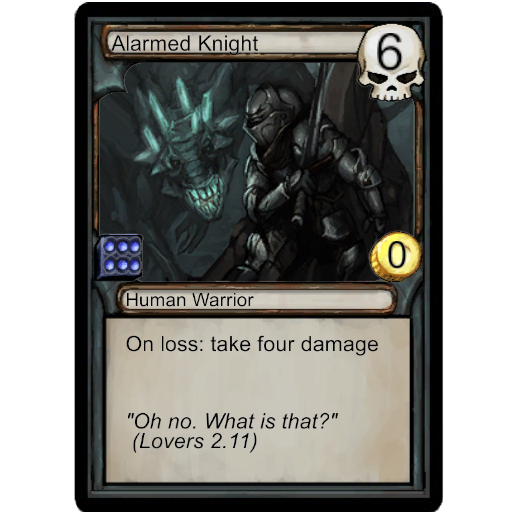 Alarmed Knight
6
0
Human Warrior
On loss: take four damage
"Oh no. What is that?"
(Lovers 2.11)